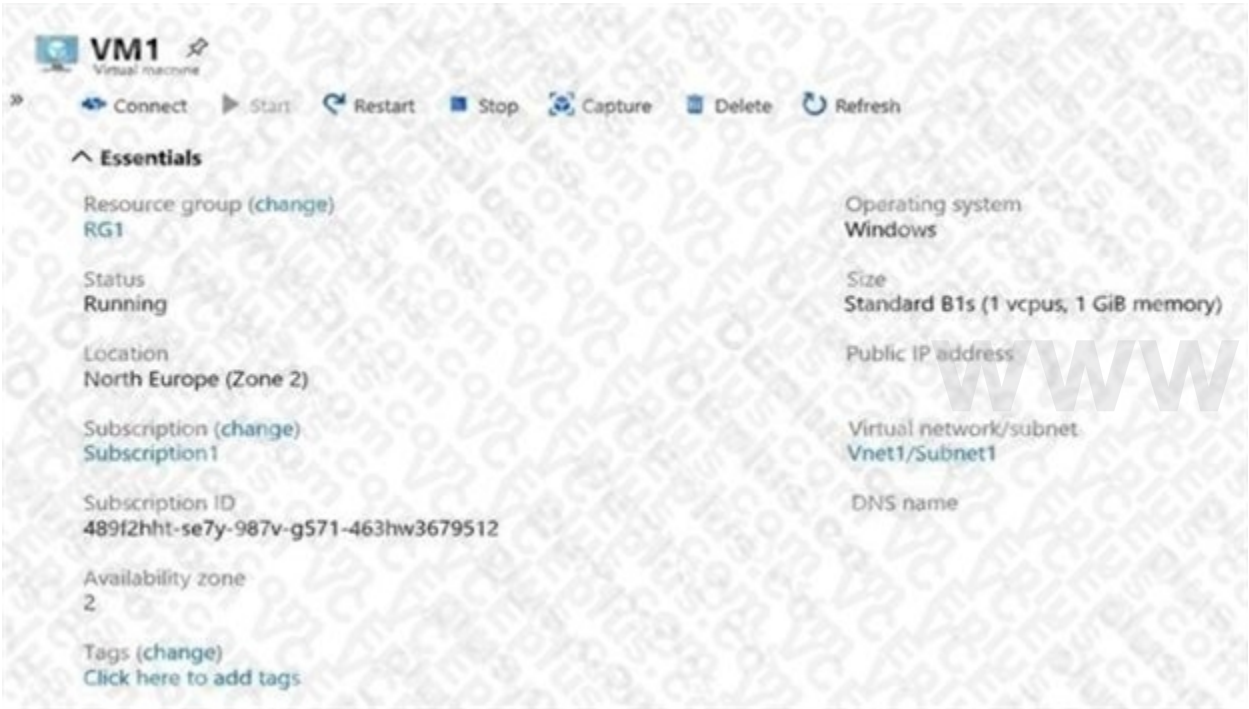 VM1
Virtual machine
» Connect Start Restart Stop Capture Delete Refresh
Essentials
Resource group (change)
RG1
Status
Running
Location
North Europe (Zone 2)
Subscription (change)
Subscription1
Subscription ID
489f2hht-se7y-987v-g571-463hw3679512
Availability zone
2
Tags (change)
Click here to add tags
Operating system
Windows
Size
Standard B1s (1 vcpus, 1 GiB memory)
Public IP address
www
Virtual network/subnet
Vnet1/Subnet1
DNS name